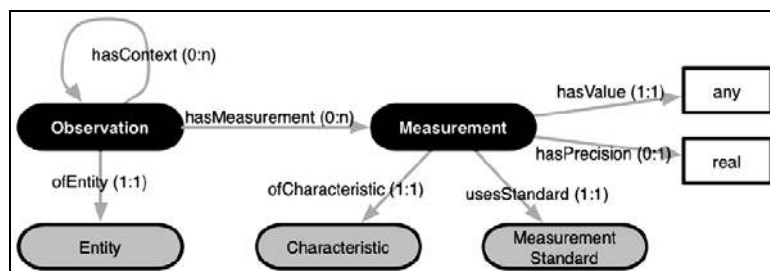 hasContext (0:n)
hasValue (1:1)
any
Observation
hasMeasurement (0:n)
Measurement
hasPrecision (0:1)
real
ofEntity (1:1)
ofCharacteristic (1:1)
usesStandard (1:1)
Entity
Characteristic
Measurement
Standard